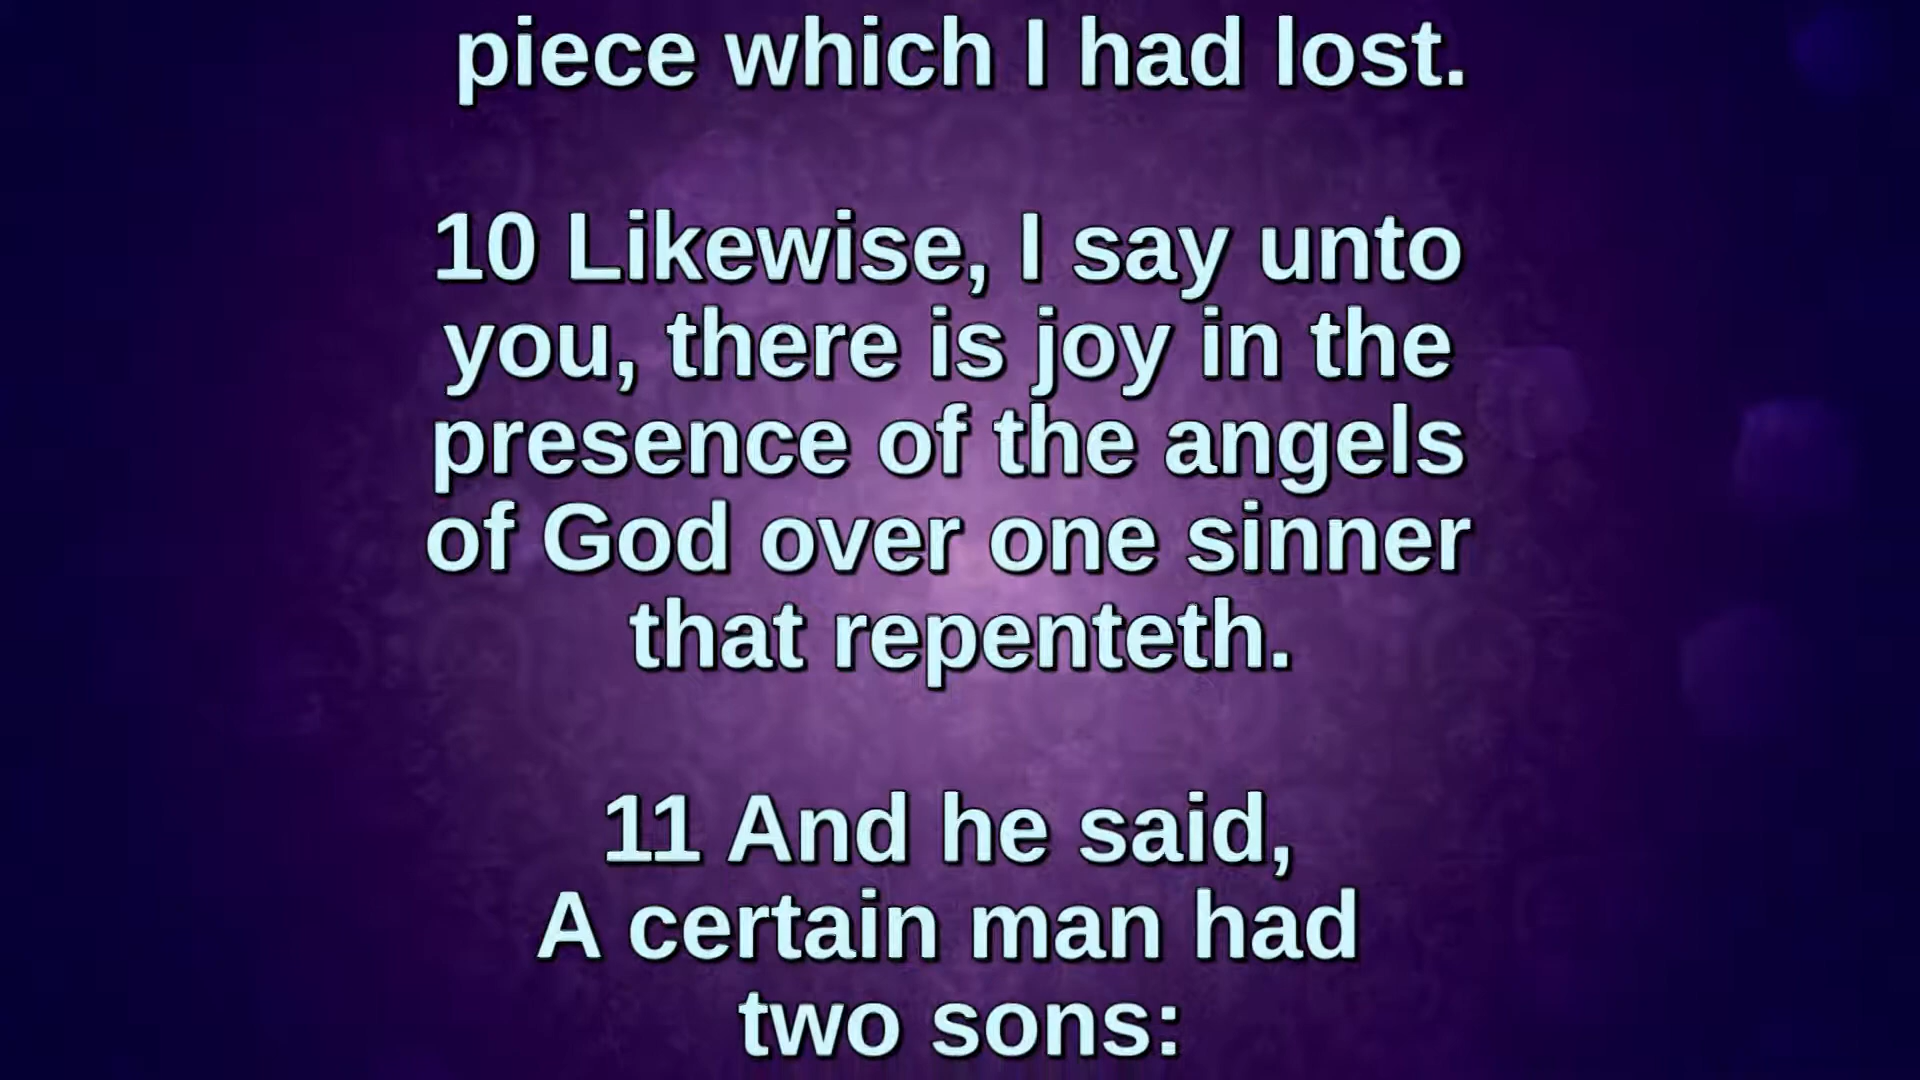 piece which I had lost.
10 Likewise, I say unto
you, there is joy in the
presence of the angels
of God over one sinner
that repenteth.
11 And he said,
A certain man had
two sons: